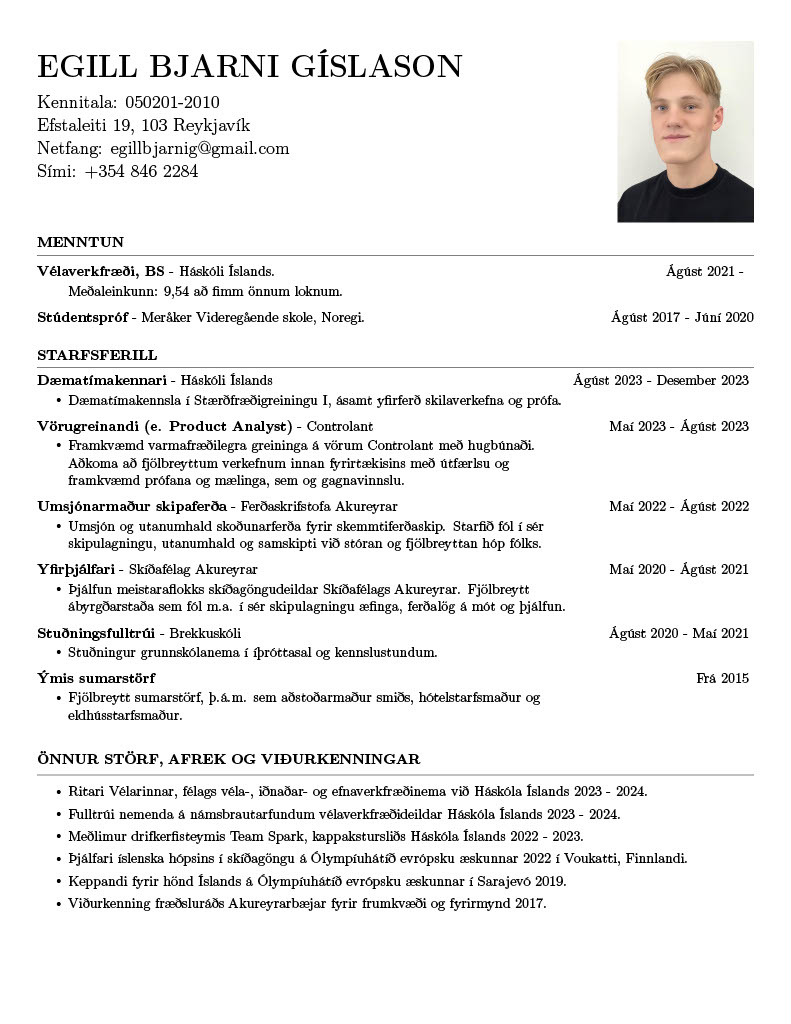 EGILL BJARNI GÍSLASON
Kennitala: 050201-2010
Efstaleiti 19, 103 Reykjavík
Netfang: egillbjarnig@gmail.com
Sími: +354 846 2284
MENNTUN
Vélaverkfræði, BS - Háskóli Íslands. Ágúst 2021 -
Meðaleinkunn: 9,54 að fimm önnum loknum.
Stúdentspróf - Meråker Videregående skole, Noregi. Ágúst 2017 - Júní 2020
STARFSFERILL
Dæmatímakennari - Háskóli Íslands Ágúst 2023 - Desember 2023
• Dæmatímakennsla í Stærðfræðigreiningu I, ásamt yfirferð skilaverkefna og prófa.
Vörugreinandi (e. Product Analyst) - Controlant Maí 2023 - Ágúst 2023
• Framkvæmd varmafræðilegra greininga á vörum Controlant með hugbúnaði.
Aðkoma að fjölbreyttum verkefnum innan fyrirtækisins með útfærslu og
framkvæmd prófana og mælinga, sem og gagnavinnslu.
Umsjónarmaður skipaferða - Ferðaskrifstofa Akureyrar Maí 2022 - Ágúst 2022
• Umsjón og utanumhald skoðunarferða fyrir skemmtiferðaskip. Starfið fól í sér
skipulagningu, utanumhald og samskipti við stóran og fjölbreyttan hóp fólks.
Yfirþjálfari - Skíðafélag Akureyrar Maí 2020 - Ágúst 2021
• Þjálfun meistaraflokks skíðagöngudeildar Skíðafélags Akureyrar. Fjölbreytt
ábyrgðarstaða sem fól m.a. í sér skipulagningu æfinga, ferðalög á mót og þjálfun.
Stuðningsfulltrúi - Brekkuskóli Ágúst 2020 - Maí 2021
• Stuðningur grunnskólanema í íþróttasal og kennslustundum.
Ýmis sumarstörf Frá 2015
• Fjölbreytt sumarstörf, þ.á.m. sem aðstoðarmaður smiðs, hótelstarfsmaður og
eldhússtarfsmaður.
ÖNNUR STÖRF, AFREK OG VIÐURKENNINGAR
• Ritari Vélarinnar, félags véla-, iðnaðar- og efnaverkfræðinema við Háskóla Íslands 2023 - 2024.
• Fulltrúi nemenda á námsbrautarfundum vélaverkfræðideildar Háskóla Íslands 2023 - 2024.
• Meðlimur drifkerfisteymis Team Spark, kappakstursliðs Háskóla Íslands 2022 - 2023.
• Þjálfari íslenska hópsins í skíðagöngu á Ólympíuhátíð evrópsku æskunnar 2022 í Voukatti, Finnlandi.
• Keppandi fyrir hönd Íslands á Ólympíuhátíð evrópsku æskunnar í Sarajevó 2019.
• Viðurkenning fræðsluráðs Akureyrarbæjar fyrir frumkvæði og fyrirmynd 2017.